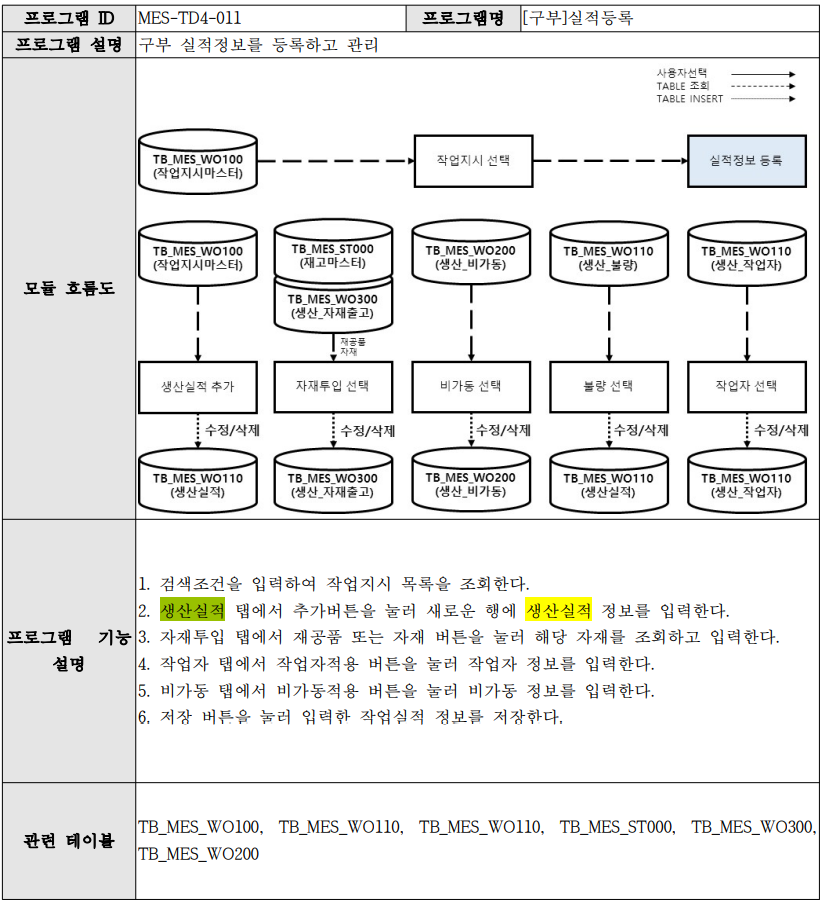 프로그램 ID MES-TD4-011 프로그램명 [구부]실적등록
프로그램 설명 구부 실적정보를 등록하고 관리
모듈 흐름도
사용자선택
TABLE 조회
TABLE INSERT
TB_MES_WO100
(작업지시마스터)
작업지시 선택
실적정보 등록
TB_MES_WO100
(작업지시마스터)
TB_MES_ST000
(재고마스터)
TB_MES_WO300
(생산_자재출고)
TB_MES_WO200
(생산_비가동)
TB_MES_WO110
(생산_불량)
TB_MES_WO110
(생산_작업자)
재공품
자재
생산실적 추가
자재투입 선택
비가동 선택
불량 선택
작업자 선택
수정/삭제
수정/삭제
수정/삭제
수정/삭제
수정/삭제
TB_MES_WO110
(생산실적)
TB_MES_WO300
(생산_자재출고)
TB_MES_WO200
(생산_비가동)
TB_MES_WO110
(생산실적)
TB_MES_WO110
(생산_작업자)
프로그램 기능
설명
1. 검색조건을 입력하여 작업지시 목록을 조회한다.
2. 생산실적 탭에서 추가버튼을 눌러 새로운 행에 생산실적 정보를 입력한다.
3. 자재투입 탭에서 재공품 또는 자재 버튼을 눌러 해당 자재를 조회하고 입력한다.
4. 작업자 탭에서 작업자적용 버튼을 눌러 작업자 정보를 입력한다.
5. 비가동 탭에서 비가동적용 버튼을 눌러 비가동 정보를 입력한다.
6. 저장 버튼을 눌러 입력한 작업실적 정보를 저장한다.
관련 테이블
TB_MES_WO100, TB_MES_WO110, TB_MES_WO110, TB_MES_ST000, TB_MES_WO300,
TB_MES_WO200